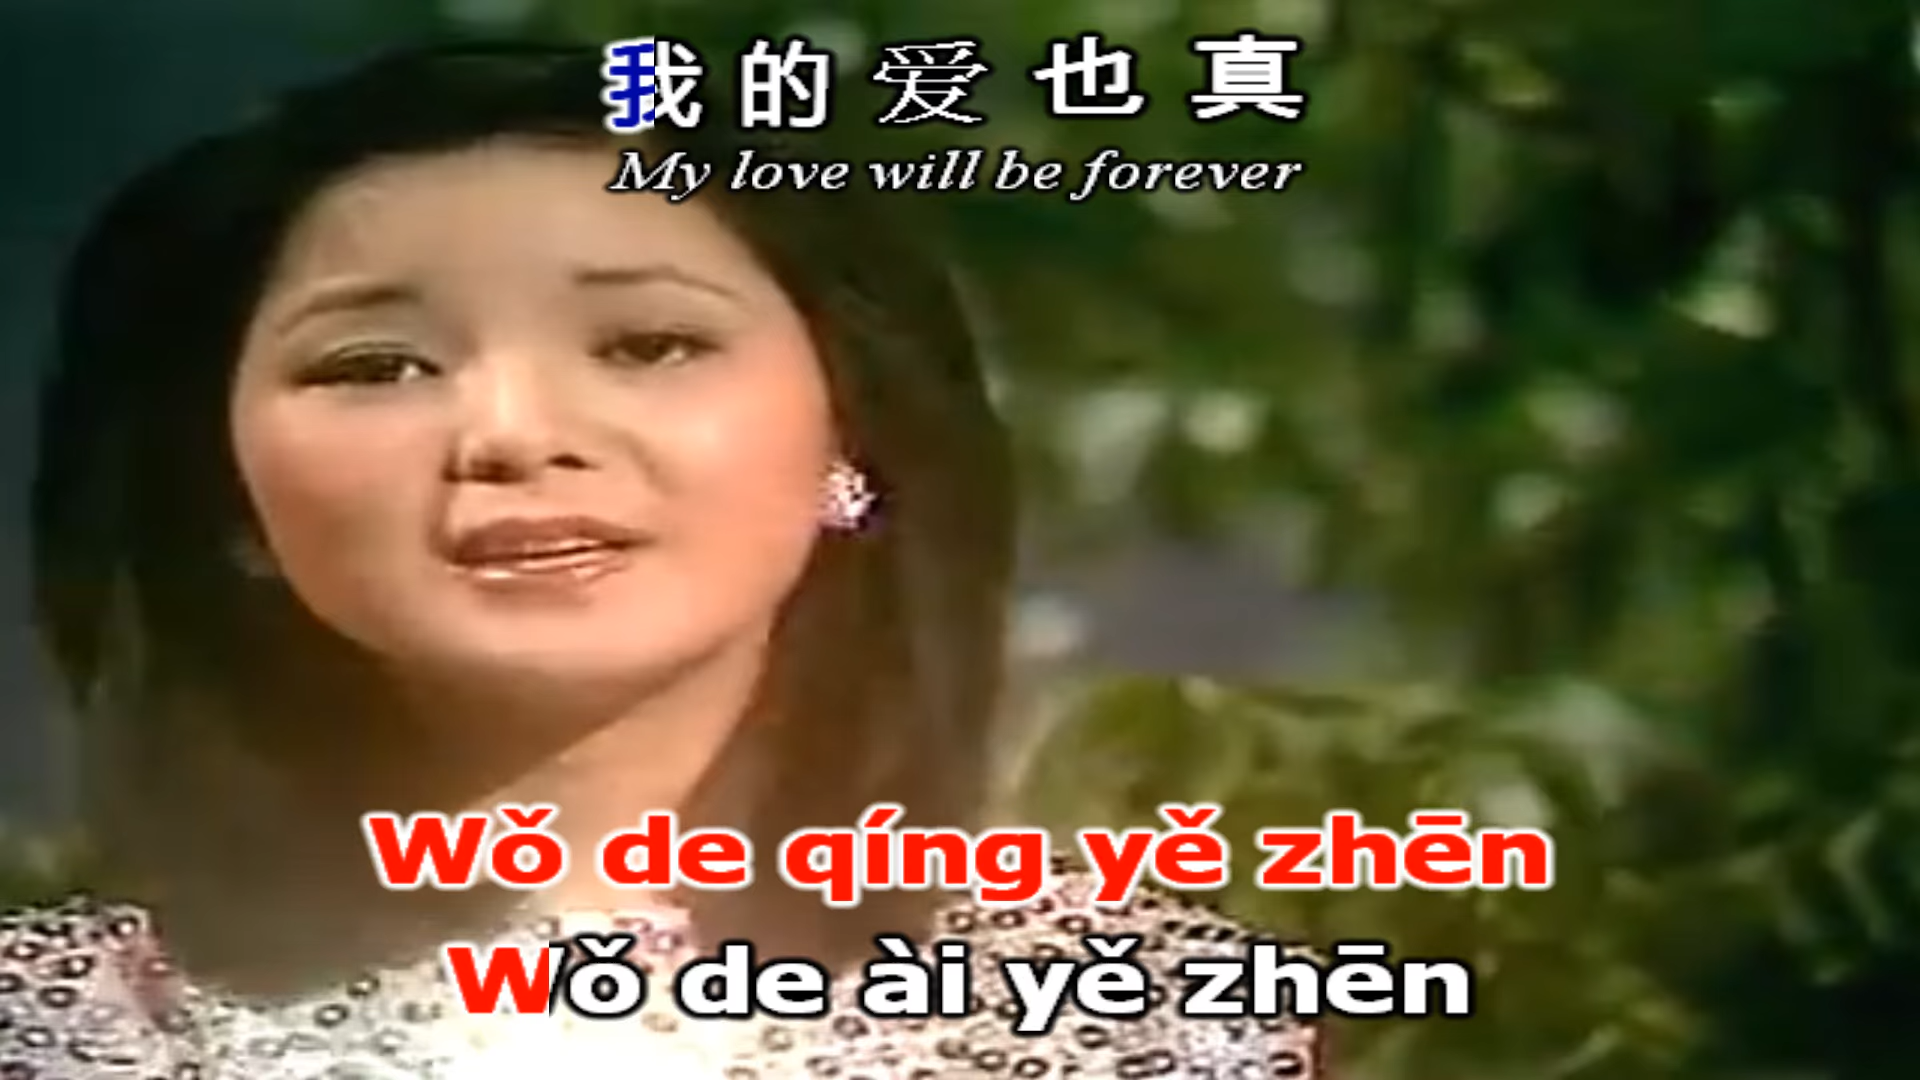 我的爱也真
My love will be forever
Wǒ de qíng yě zhēn
Wǒ de ài yě zhēn